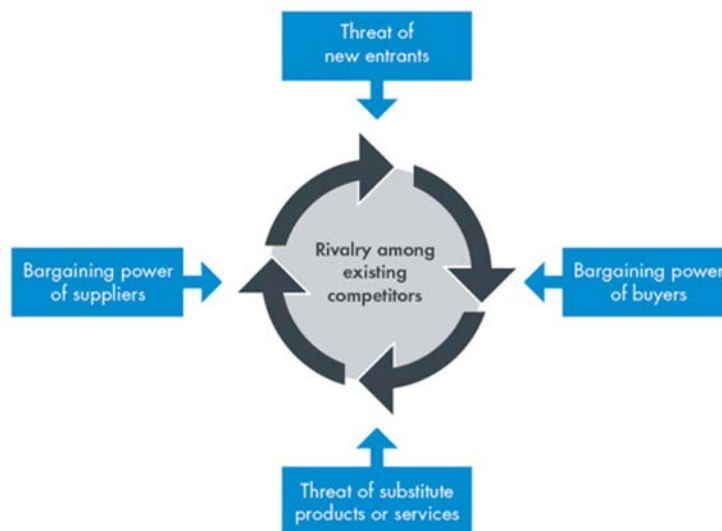 Threat of
new entrants
Bargaining power
of suppliers
Rivalry among
existing
competitors
Bargaining power
of buyers
Threat of substitute
products or services